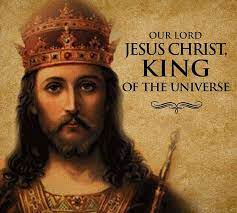 OUR LORD
JESUS CHRIST,
KING
OF THE UNIVERSE